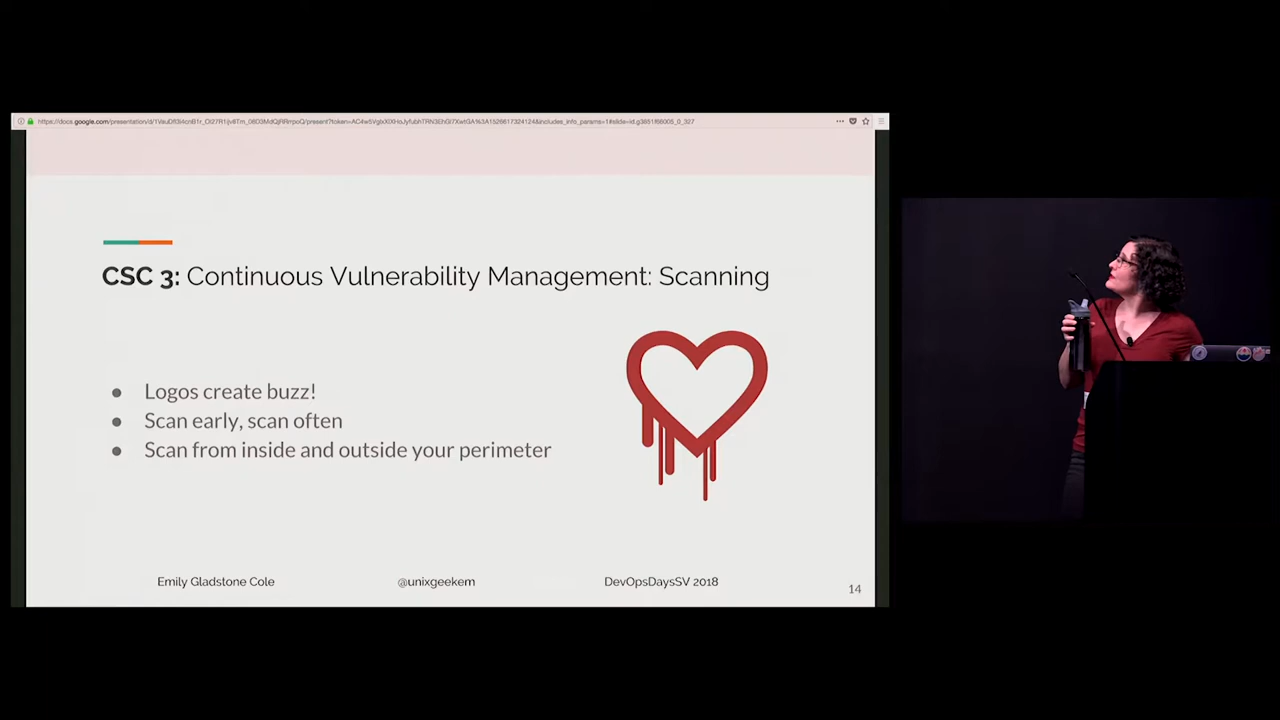 CSC 3: Continuous Vulnerability Management: Scanning
● Logos create buzz!
● Scan early, scan often
● Scan from inside and outside your perimeter
Emily Gladstone Cole
@unixgeekem
DevOpsDaysSV 2018
14